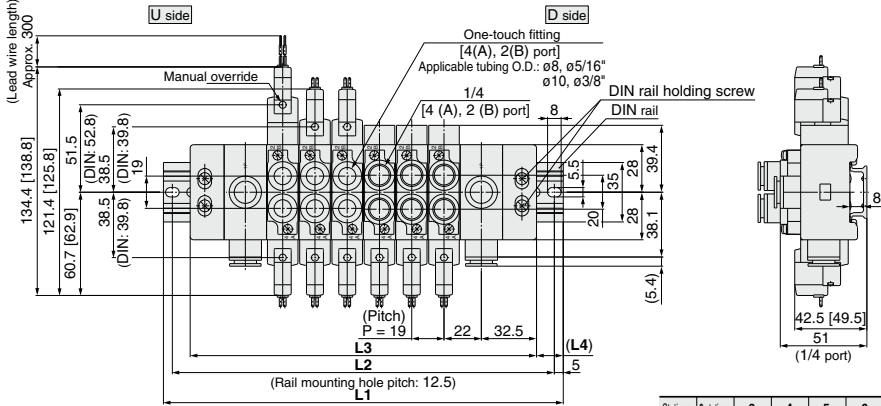 U side
D side
(Lead wire length)
Approx. 300
Manual override
One-touch fitting
[4(A), 2(B) port]
Applicable tubing O.D.: ø8, ø5/16"
ø10, ø3/8"
1/4
[4 (A), 2 (B) port]
DIN rail holding screw
DIN rail
8
134.4 [138.8]
121.4 [125.8]
60.7 [62.9]
51.5
(DIN: 52.8)
38.5
(DIN: 39.8)
19
38.5
(DIN: 39.8)
5.5
20
35
28
28
39.4
38.1
(5.4)
8
42.5 [49.5]
51
(1/4 port)
(Pitch)
P = 19
22
32.5
L3
(L4)
L2
5
(Rail mounting hole pitch: 12.5)
L1